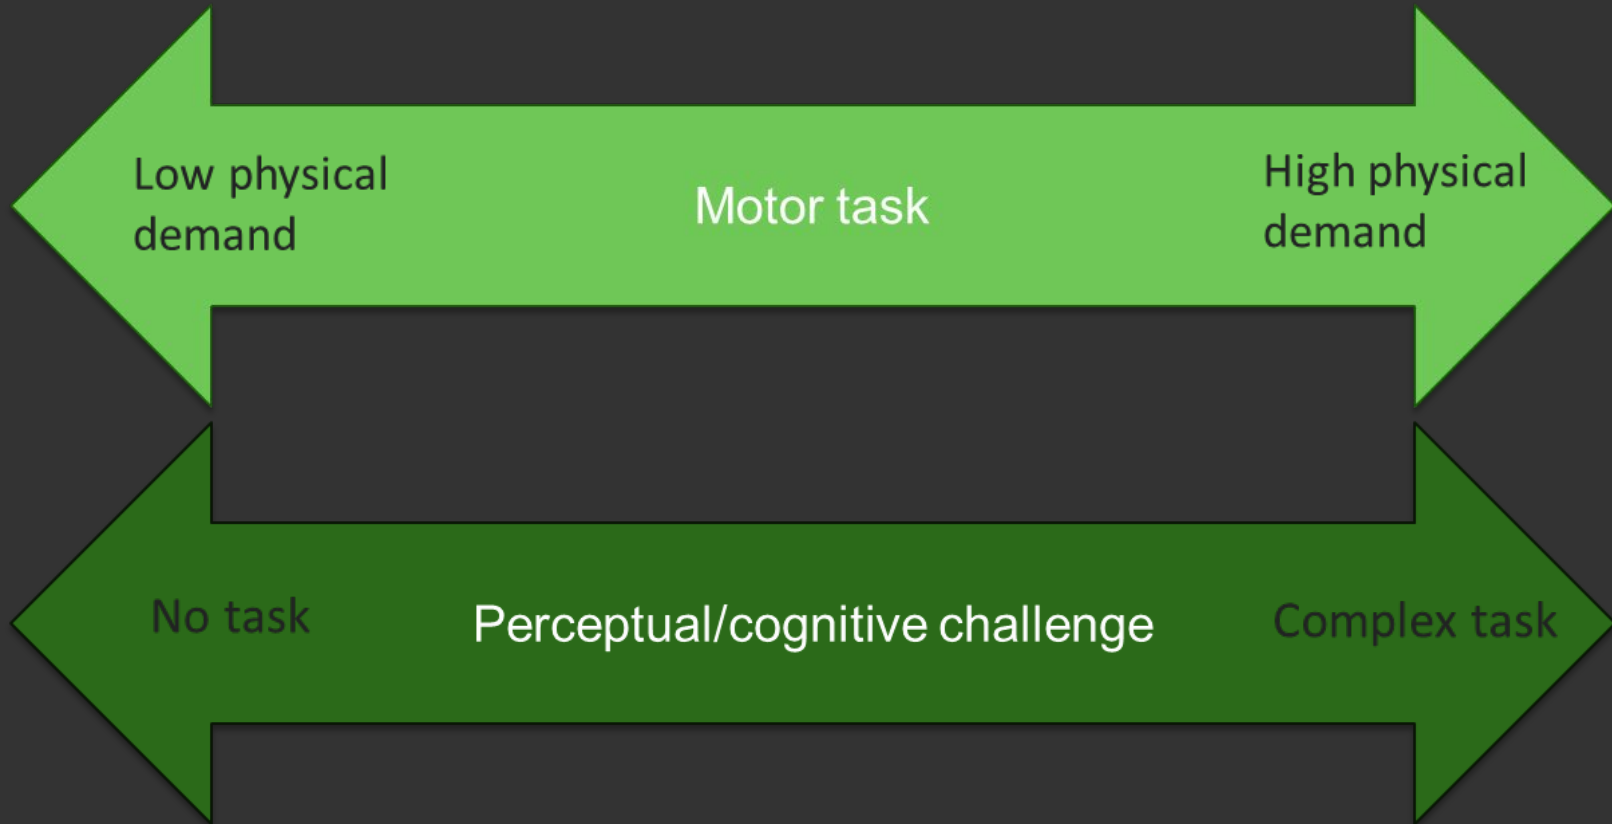 Low physical
demand
Motor task
High physical
demand
No task
Perceptual/cognitive challenge
Complex task